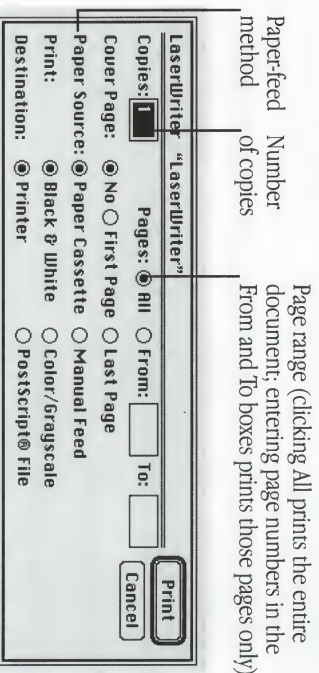 Paper-feed
method
Number
of copies
Page range (clicking All prints the entire
document; entering page numbers in the
From and To boxes prints those pages only)
LaserWriter “LaserWriter”
Print
Copies: 1 Pages: All From: To:
Cancel
Cover Page: No First Page Last Page
Paper Source: Paper Cassette Manual Feed
Print: Black & White Color/Grayscale
Destination: Printer PostScript® File